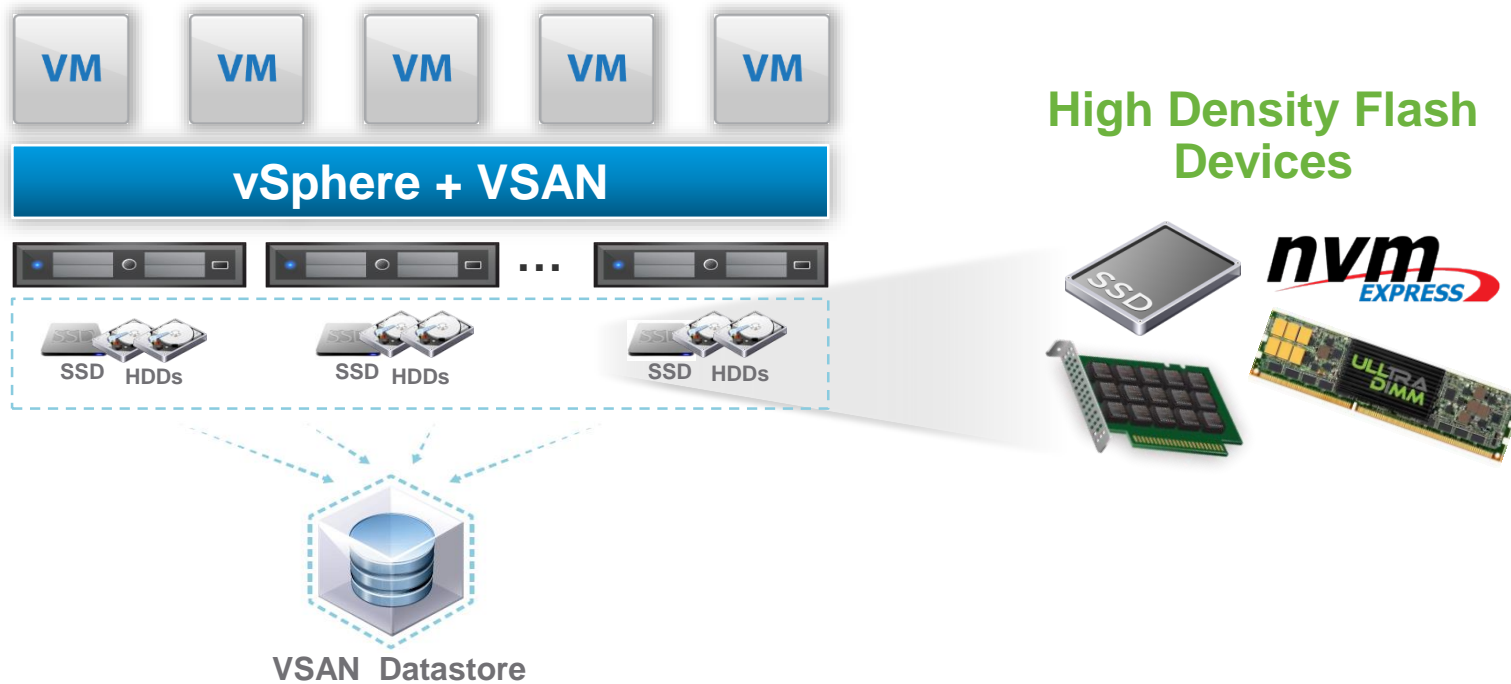 VM VM VM VM VM
vSphere + VSAN
...
SSD HDDs SSD HDDs SSD HDDs
VSAN Datastore
High Density Flash
Devices
SSD
nvm
EXPRESS
ULLTRA
DIMM